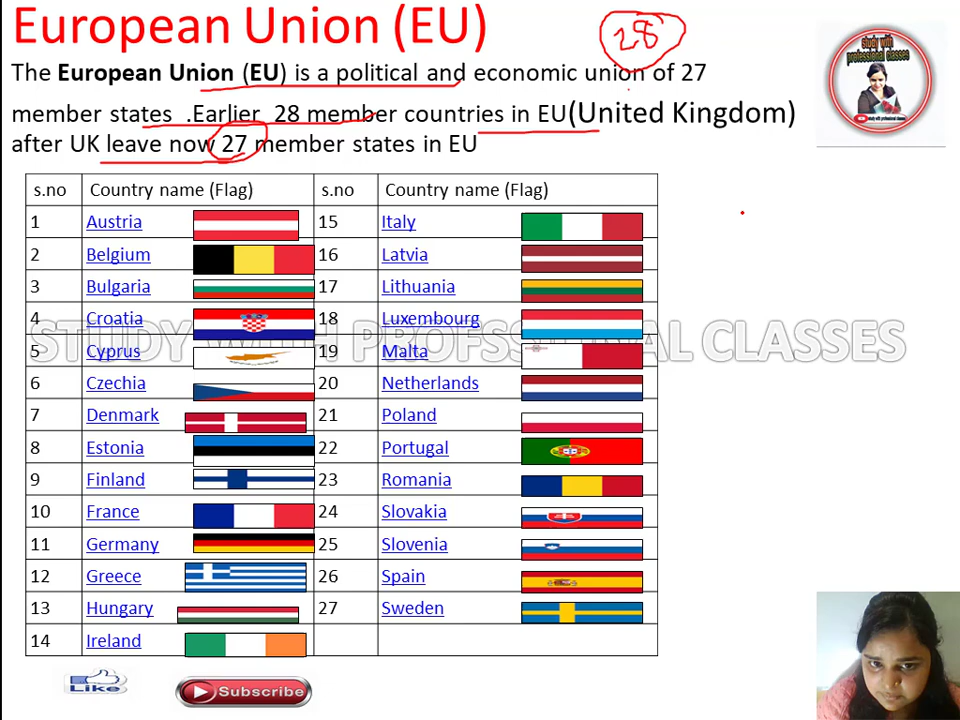 European Union (EU)
28
The European Union (EU) is a political and economic union of 27
member states .Earlier 28 member countries in EU(United Kingdom)
after UK leave now 27 member states in EU
study with
professional classes
s.no Country name (Flag) s.no Country name (Flag)
1 Austria 15 Italy
2 Belgium 16 Latvia
3 Bulgaria 17 Lithuania
4 Croatia 18 Luxembourg
STUDY WITH PROFESSIONAL CLASSES
5 Cyprus 19 Malta
6 Czechia 20 Netherlands
7 Denmark 21 Poland
8 Estonia 22 Portugal
9 Finland 23 Romania
10 France 24 Slovakia
11 Germany 25 Slovenia
12 Greece 26 Spain
13 Hungary 27 Sweden
14 Ireland
Like
Subscribe